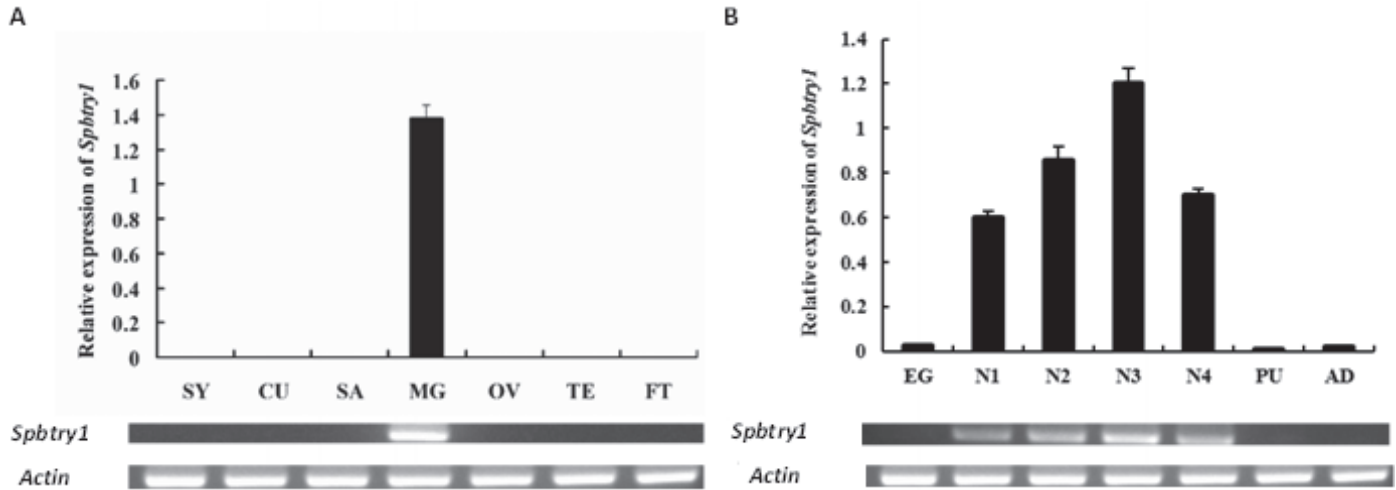 A
Relative expression of Spbtry1
1.6
1.4
1.2
1
0.8
0.6
0.4
0.2
0
SY CU SA MG OV TE FT
Spbtry1
Actin
B
Relative expression of Spbtry1
1.4
1.2
1
0.8
0.6
0.4
0.2
0
EG N1 N2 N3 N4 PU AD
Spbtry1
Actin